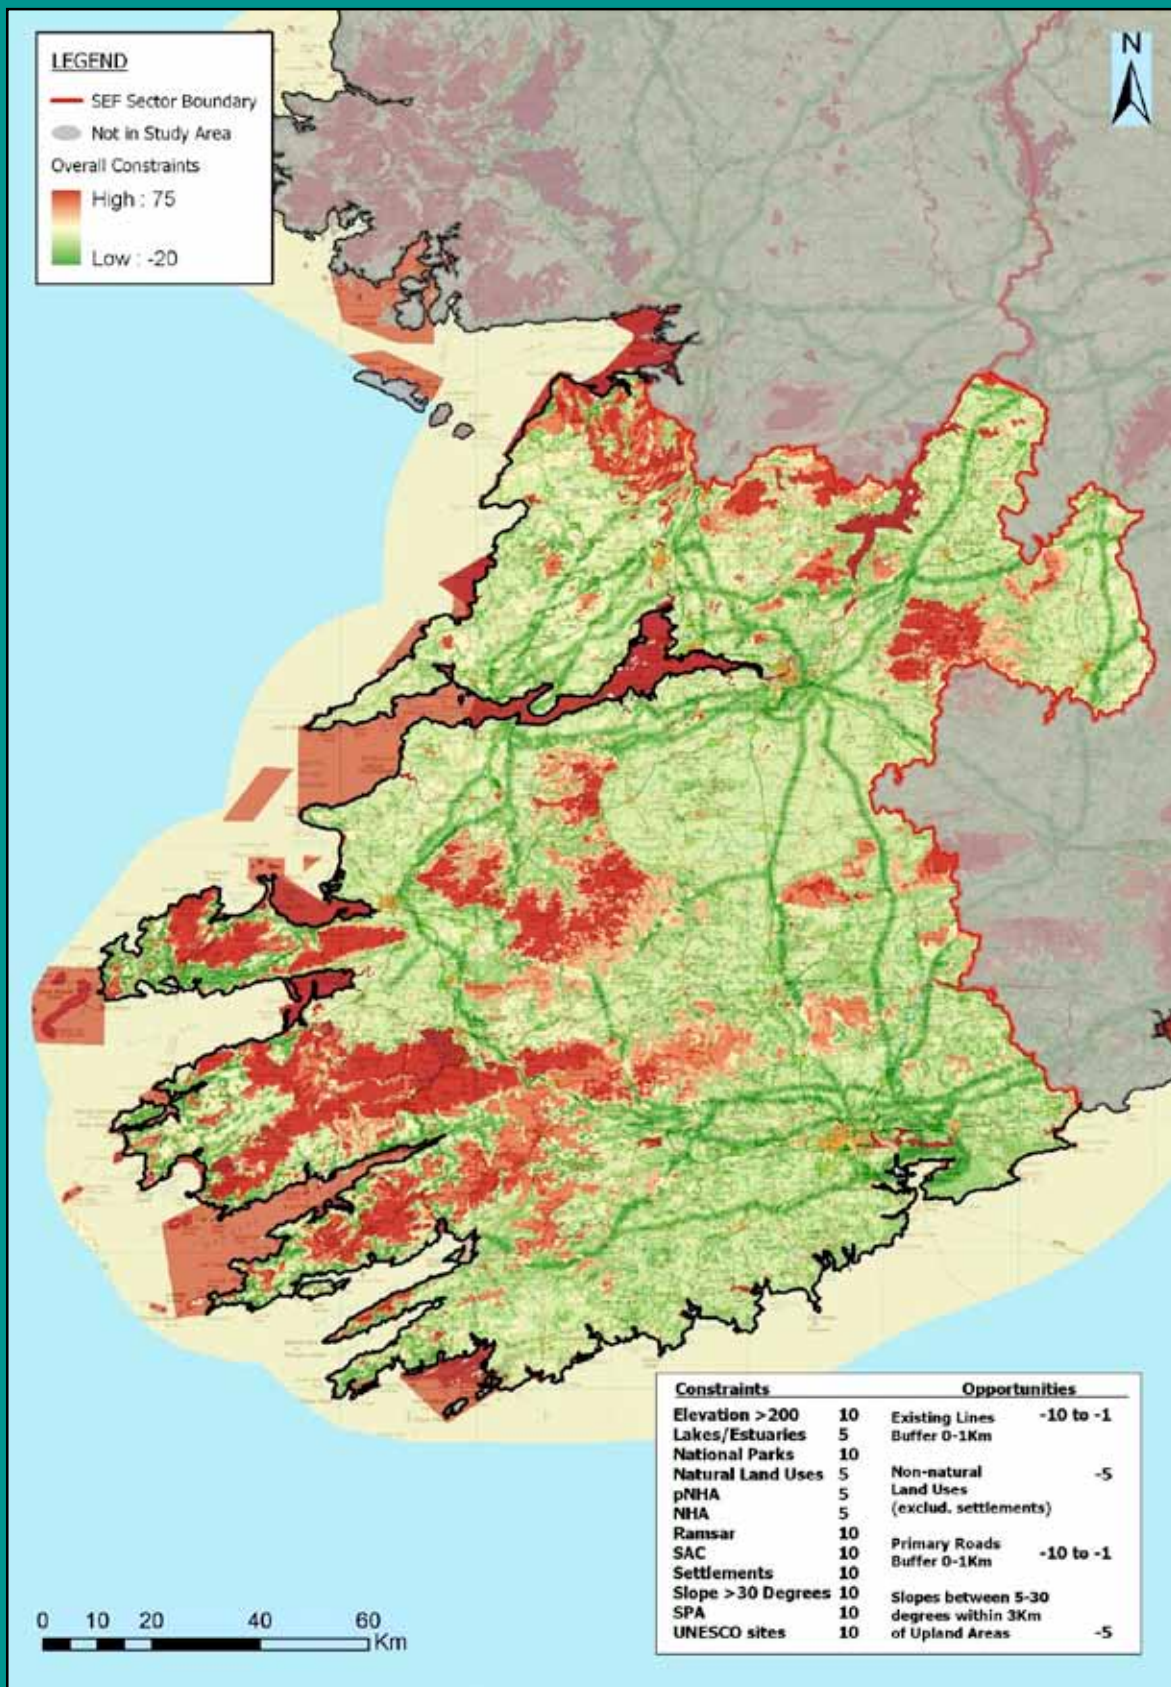 N
LEGEND
SEF Sector Boundary
Not in Study Area
Overall Constraints
High : 75
Low : -20
Constraints Opportunities
Elevation >200 10 Existing Lines -10 to -1
Lakes/Estuaries 5 Buffer 0-1Km
National Parks 10
Natural Land Uses 5 Non-natural -5
pNHA 5 Land Uses
NHA 5 (exclud. settlements)
Ramsar 10
SAC 10 Primary Roads -10 to -1
Settlements 10 Buffer 0-1Km
Slope >30 Degrees 10 Slopes between 5-30
SPA 10 degrees within 3Km
UNESCO sites 10 of Upland Areas -5
0 10 20 40 60
Km